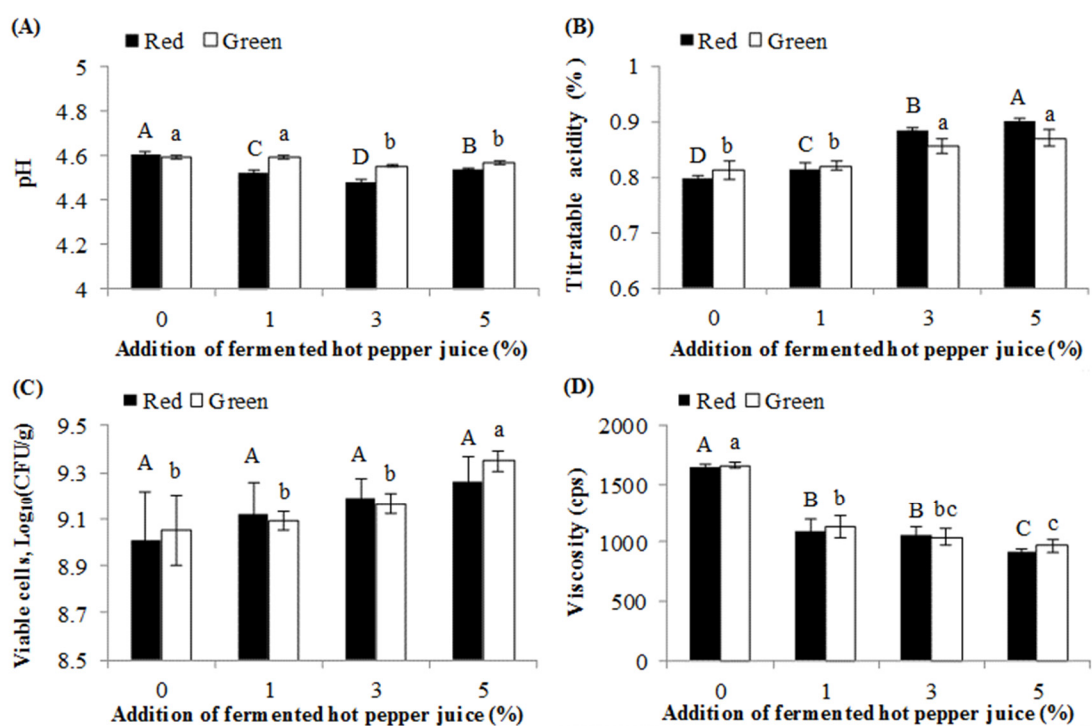 (A)
Red Green
5
4.8
4.6
4.4
4.2
4
pH
A a C a D b B b
0 1 3 5
Addition of fermented hot pepper juice (%)
(B)
Red Green
1
0.9
0.8
0.7
0.6
Titratable acidity (%)
D b C b B a A a
0 1 3 5
Addition of fermented hot pepper juice (%)
(C)
Red Green
9.5
9.3
9.1
8.9
8.7
8.5
Viable cells, Log₁₀(CFU/g)
A b A b A b A a
0 1 3 5
Addition of fermented hot pepper juice (%)
(D)
Red Green
2000
1500
1000
500
0
Viscosity (cps)
A a B b B bc C c
0 1 3 5
Addition of fermented hot pepper juice (%)